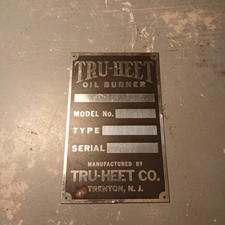 TRU-HEET
OIL BURNER
MODEL No.
TYPE
SERIAL
MANUFACTURED BY
TRU-HEET CO.
TRENTON, N. J.